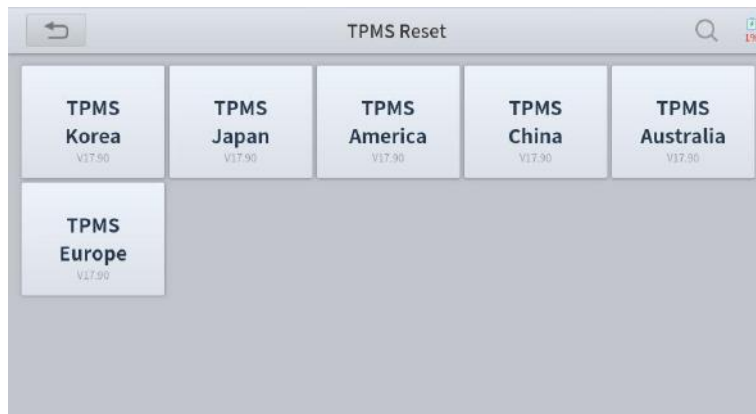 TPMS Reset
TPMS
Korea
V17.90
TPMS
Japan
V17.90
TPMS
America
V17.90
TPMS
China
V17.90
TPMS
Australia
V17.90
TPMS
Europe
V17.90